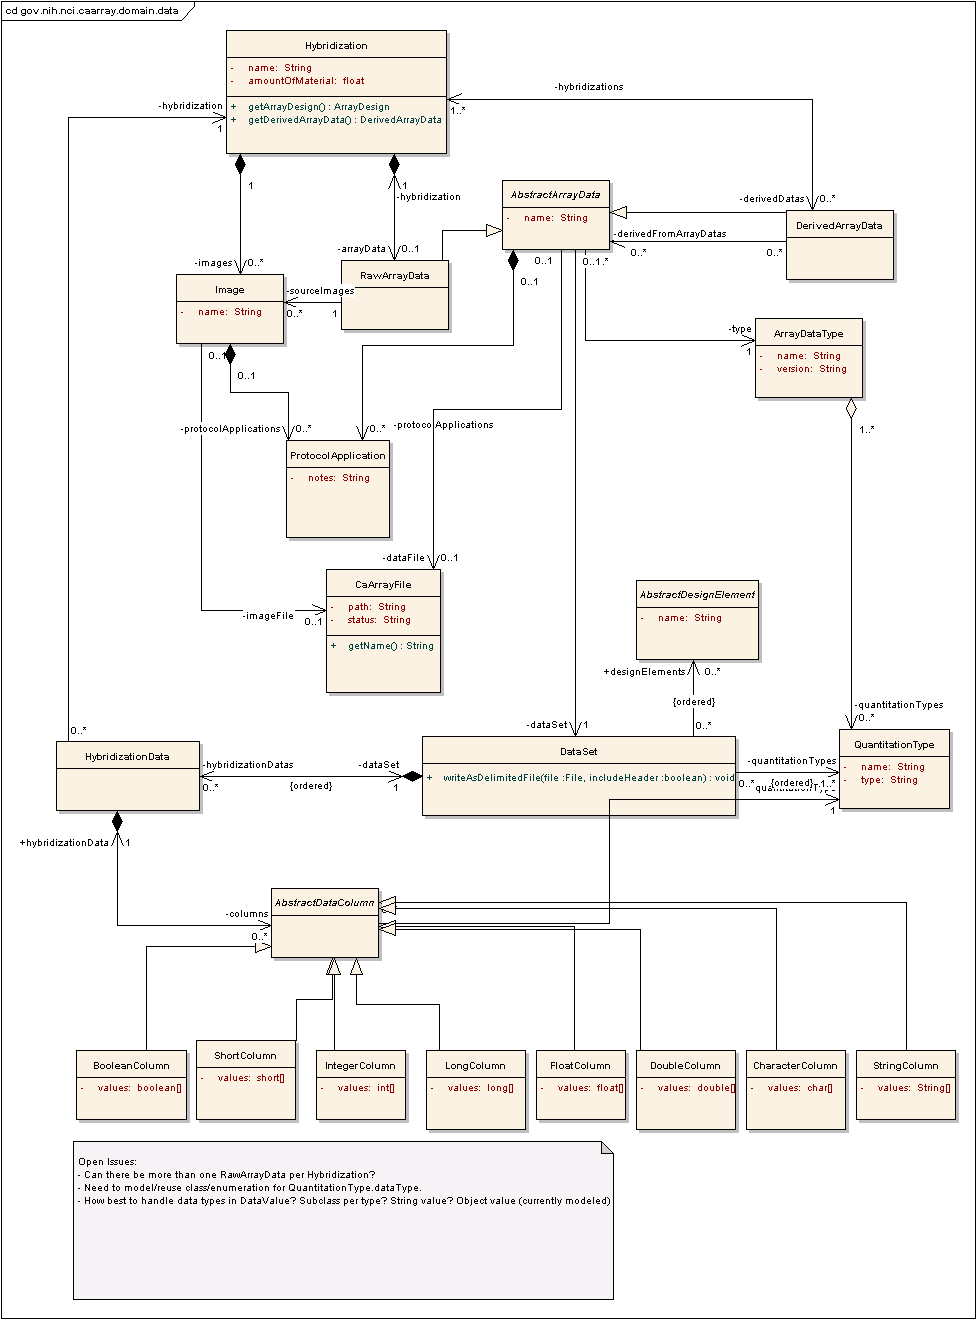 cd gov.nih.nci.caarray.domain.data
Hybridization
- name: String
- amountOfMaterial: float
+ getArrayDesign() : ArrayDesign
+ getDerivedArrayData() : DerivedArrayData
-hybridization
1
-hybridizations
1..*
1
1
-hybridization
AbstractArrayData
- name: String
-derivedDatas
0..*
DerivedArrayData
-derivedFromArrayDatas
0..*
0..*
-arrayData
0..1
RawArrayData
-images
0..*
Image
- name: String
-sourceImages
0..*
1
0..1
0..1
0..1.*
-type
1
ArrayDataType
- name: String
- version: String
1..*
0..1
0..1
-protocolApplications
0..*
0..*
-protocolApplications
ProtocolApplication
- notes: String
-dataFile
0..1
CaArrayFile
- path: String
- status: String
+ getName() : String
-imageFile
0..1
AbstractDesignElement
- name: String
+designElements
0..*
{ordered}
0..*
-quantitationTypes
0..*
-dataSet
1
0..*
HybridizationData
-hybridizationDatas
0..*
{ordered}
-dataSet
1
DataSet
+ writeAsDelimitedFile(file :File, includeHeader :boolean) : void
-quantitationTypes
0..*
{ordered}
1..*
1
QuantitationType
- name: String
- type: String
+hybridizationData
1
-columns
0..*
AbstractDataColumn
BooleanColumn
- values: boolean[]
ShortColumn
- values: short[]
IntegerColumn
- values: int[]
LongColumn
- values: long[]
FloatColumn
- values: float[]
DoubleColumn
- values: double[]
CharacterColumn
- values: char[]
StringColumn
- values: String[]
Open Issues:
- Can there be more than one RawArrayData per Hybridization?
- Need to model/reuse class/enumeration for QuantitationType.dataType.
- How best to handle data types in DataValue? Subclass per type? String value? Object value (currently modeled)